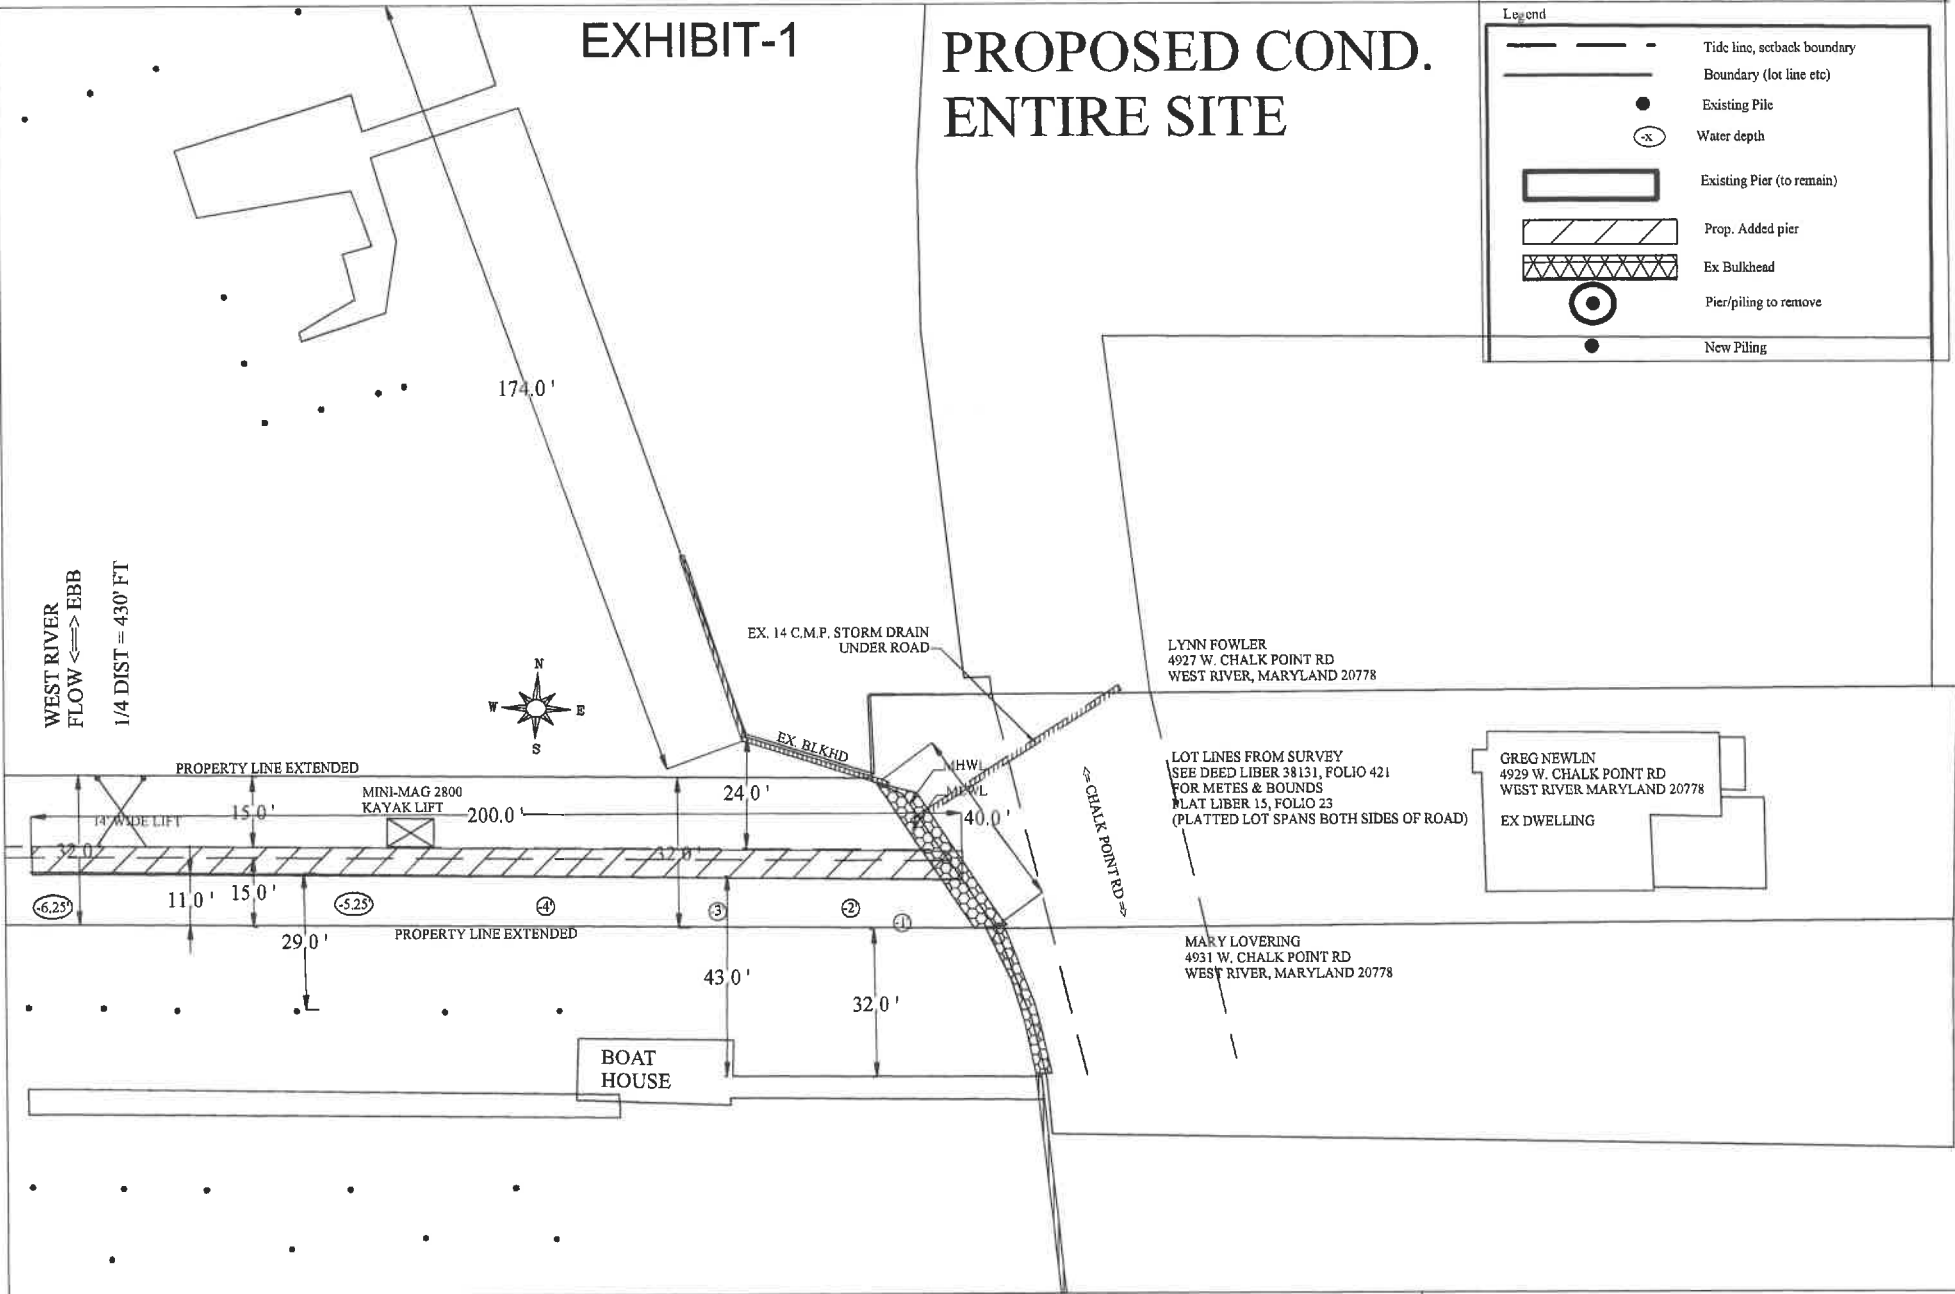 EXHIBIT-1
PROPOSED COND.
ENTIRE SITE
Legend
Tide line, setback boundary
Boundary (lot line etc)
Existing Pile
-x
Water depth
Existing Pier (to remain)
Prop. Added pier
Ex Bulkhead
Pier/piling to remove
New Piling
174.0'
WEST RIVER
FLOW <==> EBB
1/4 DIST = 430' FT
N
W
E
S
EX. 14 C.M.P. STORM DRAIN
UNDER ROAD
LYNN FOWLER
4927 W. CHALK POINT RD
WEST RIVER, MARYLAND 20778
EX. BLKHD
MHWL
MLWL
PROPERTY LINE EXTENDED
MINI-MAG 2800
KAYAK LIFT
14' WIDE LIFT
15.0'
200.0'
24.0'
40.0'
32.0'
32.0'
<= CHALK POINT RD =>
LOT LINES FROM SURVEY
SEE DEED LIBER 38131, FOLIO 421
FOR METES & BOUNDS
PLAT LIBER 15, FOLIO 23
(PLATTED LOT SPANS BOTH SIDES OF ROAD)
GREG NEWLIN
4929 W. CHALK POINT RD
WEST RIVER MARYLAND 20778
EX DWELLING
11.0'
15.0'
-6.25'
-5.25'
-4'
-3
-2'
-1'
29.0'
PROPERTY LINE EXTENDED
43.0'
32.0'
MARY LOVERING
4931 W. CHALK POINT RD
WEST RIVER, MARYLAND 20778
BOAT
HOUSE